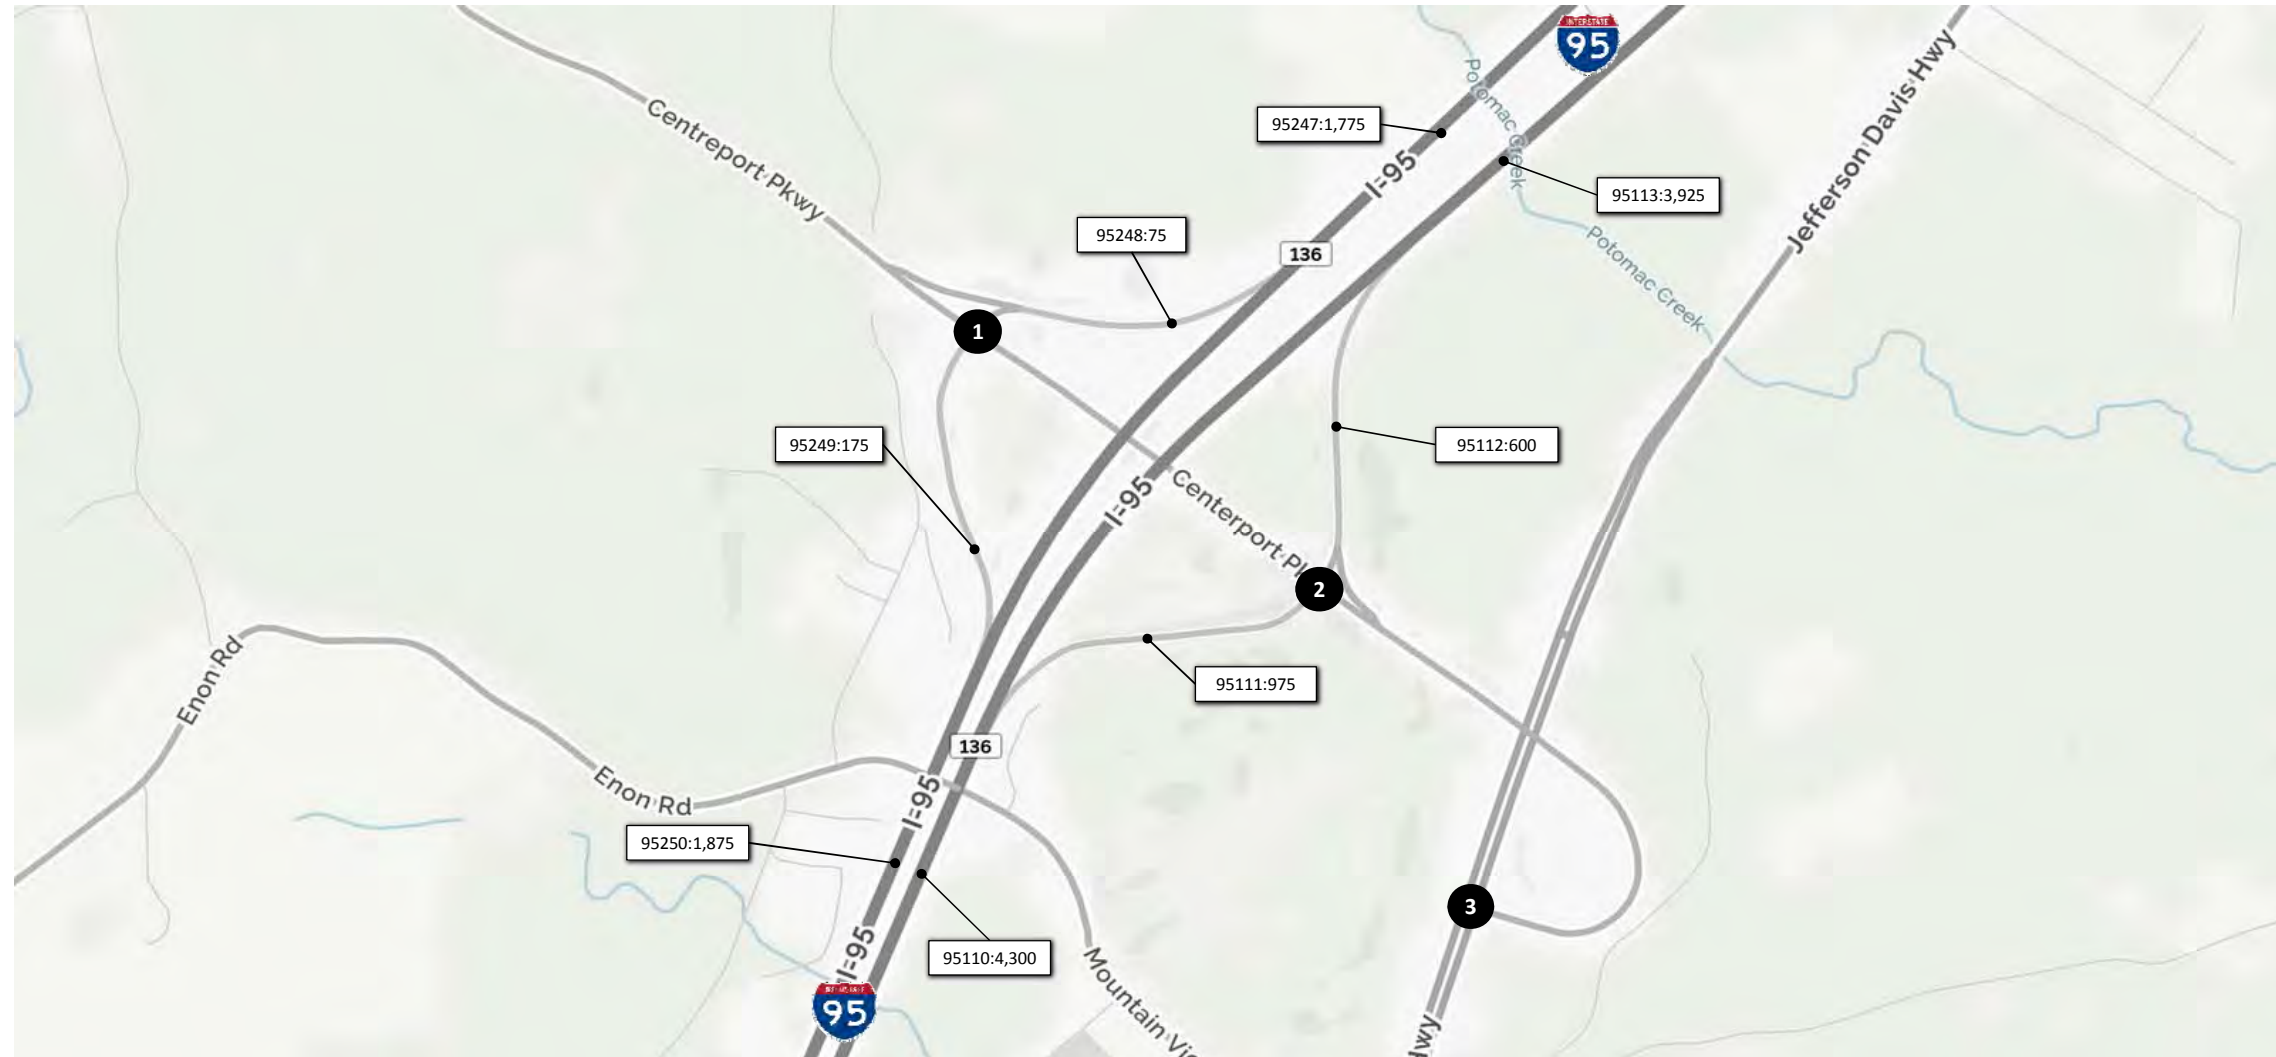 INTERSTATE
95
Potomac Creek
Jefferson Davis Hwy
Centreport Pkwy
95247:1,775
I-95
95113:3,925
95248:75
136
Potomac Creek
1
95249:175
95112:600
I-95
Centerport
2
Enon Rd
95111:975
136
Enon Rd
I-95
95250:1,875
3
95110:4,300
I-95
Mountain
95
Hwy